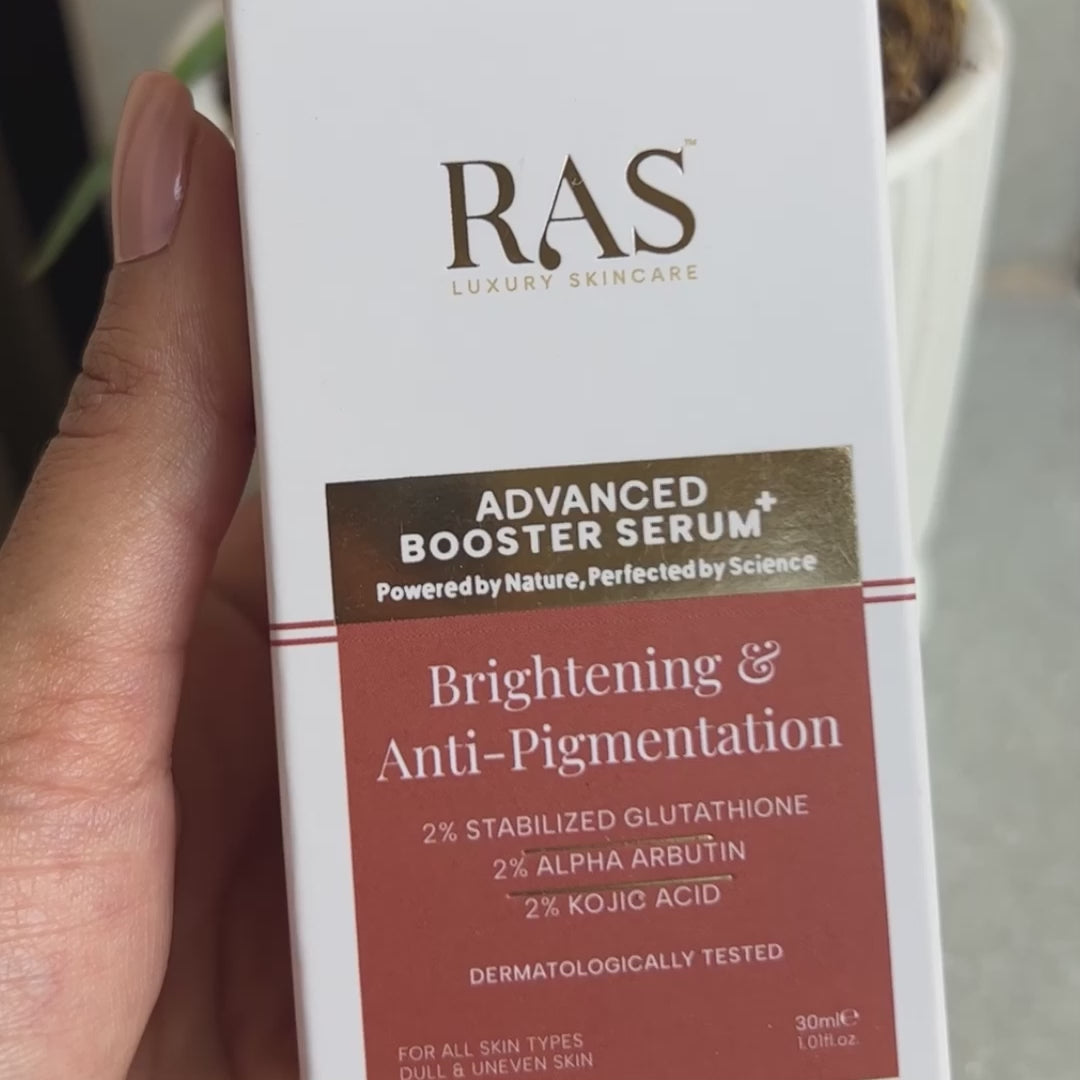 RAS™
LUXURY SKINCARE
ADVANCED
BOOSTER SERUM+
Powered by Nature, Perfected by Science
Brightening &
Anti-Pigmentation
2% STABILIZED GLUTATHIONE
2% ALPHA ARBUTIN
2% KOJIC ACID
DERMATOLOGICALLY TESTED
30ml℮
1.01fl.oz.
FOR ALL SKIN TYPES
DULL & UNEVEN SKIN